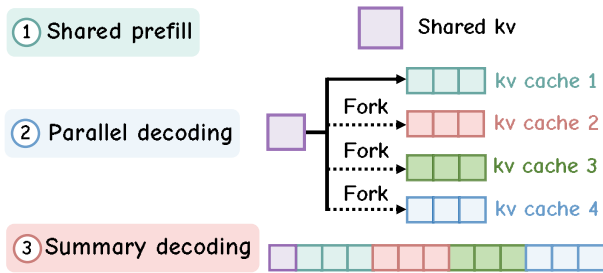 1 Shared prefill
Shared kv
kv cache 1
Fork
kv cache 2
2 Parallel decoding
Fork
kv cache 3
Fork
kv cache 4
3 Summary decoding